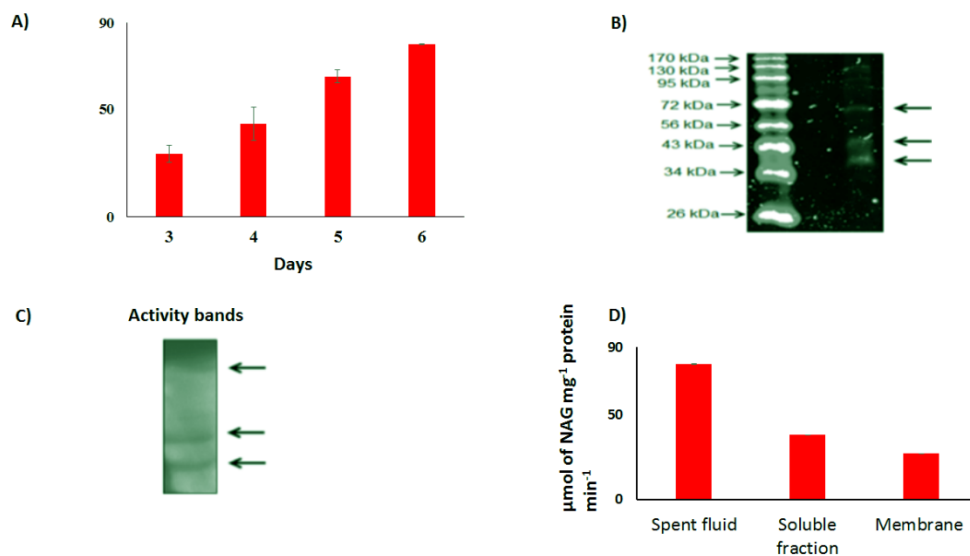 A)
90
50
0
3 4 5 6
Days
B)
170 kDa
130 kDa
95 kDa
72 kDa
56 kDa
43 kDa
34 kDa
26 kDa
C)
Activity bands
D)
µmol of NAG mg⁻¹ protein
min⁻¹
90
50
0
Spent fluid Soluble Membrane
fraction